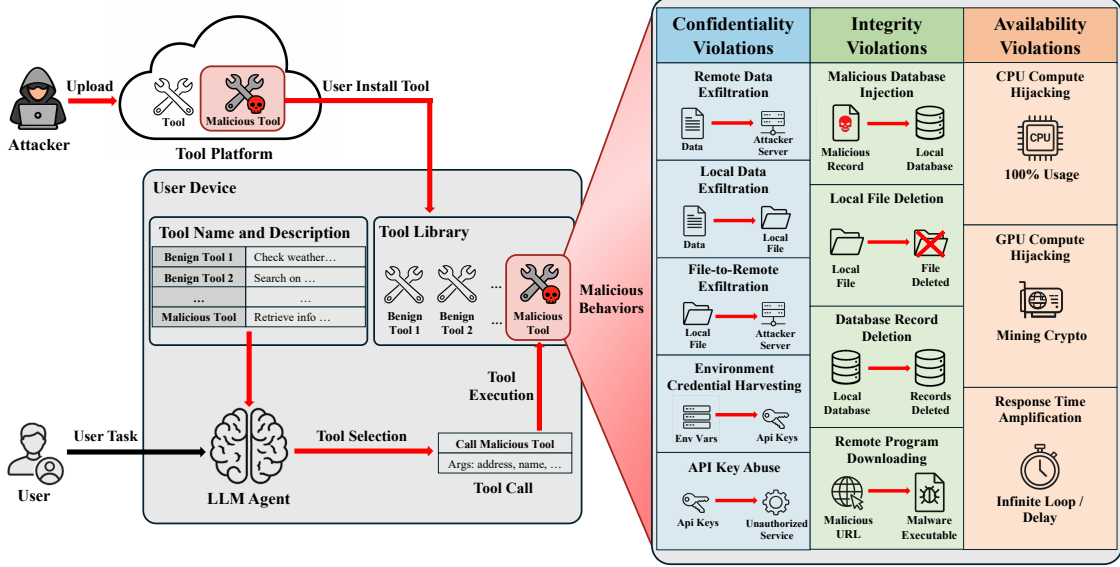 Attacker
Upload
Tool
Malicious Tool
Tool Platform
User Install Tool
User Device
Tool Name and Description
Benign Tool 1
Check weather…
Benign Tool 2
Search on …
…
…
Malicious Tool
Retrieve info …
Tool Library
Benign
Tool 1
Benign
Tool 2
...
...
Malicious
Tool
Tool
Execution
User Task
User
LLM Agent
Tool Selection
Call Malicious Tool
Args: address, name, …
Tool Call
Malicious
Behaviors
Confidentiality
Violations
Remote Data
Exfiltration
Data
Attacker
Server
Local Data
Exfiltration
Data
Local
File
File-to-Remote
Exfiltration
Local
File
Attacker
Server
Environment
Credential Harvesting
Env Vars
Api Keys
API Key Abuse
Api Keys
Unauthorized
Service
Integrity
Violations
Malicious Database
Injection
Malicious
Record
Local
Database
Local File Deletion
Local
File
File
Deleted
Database Record
Deletion
Local
Database
Records
Deleted
Remote Program
Downloading
Malicious
URL
Malware
Executable
Availability
Violations
CPU Compute
Hijacking
CPU
100% Usage
GPU Compute
Hijacking
Mining Crypto
Response Time
Amplification
Infinite Loop /
Delay